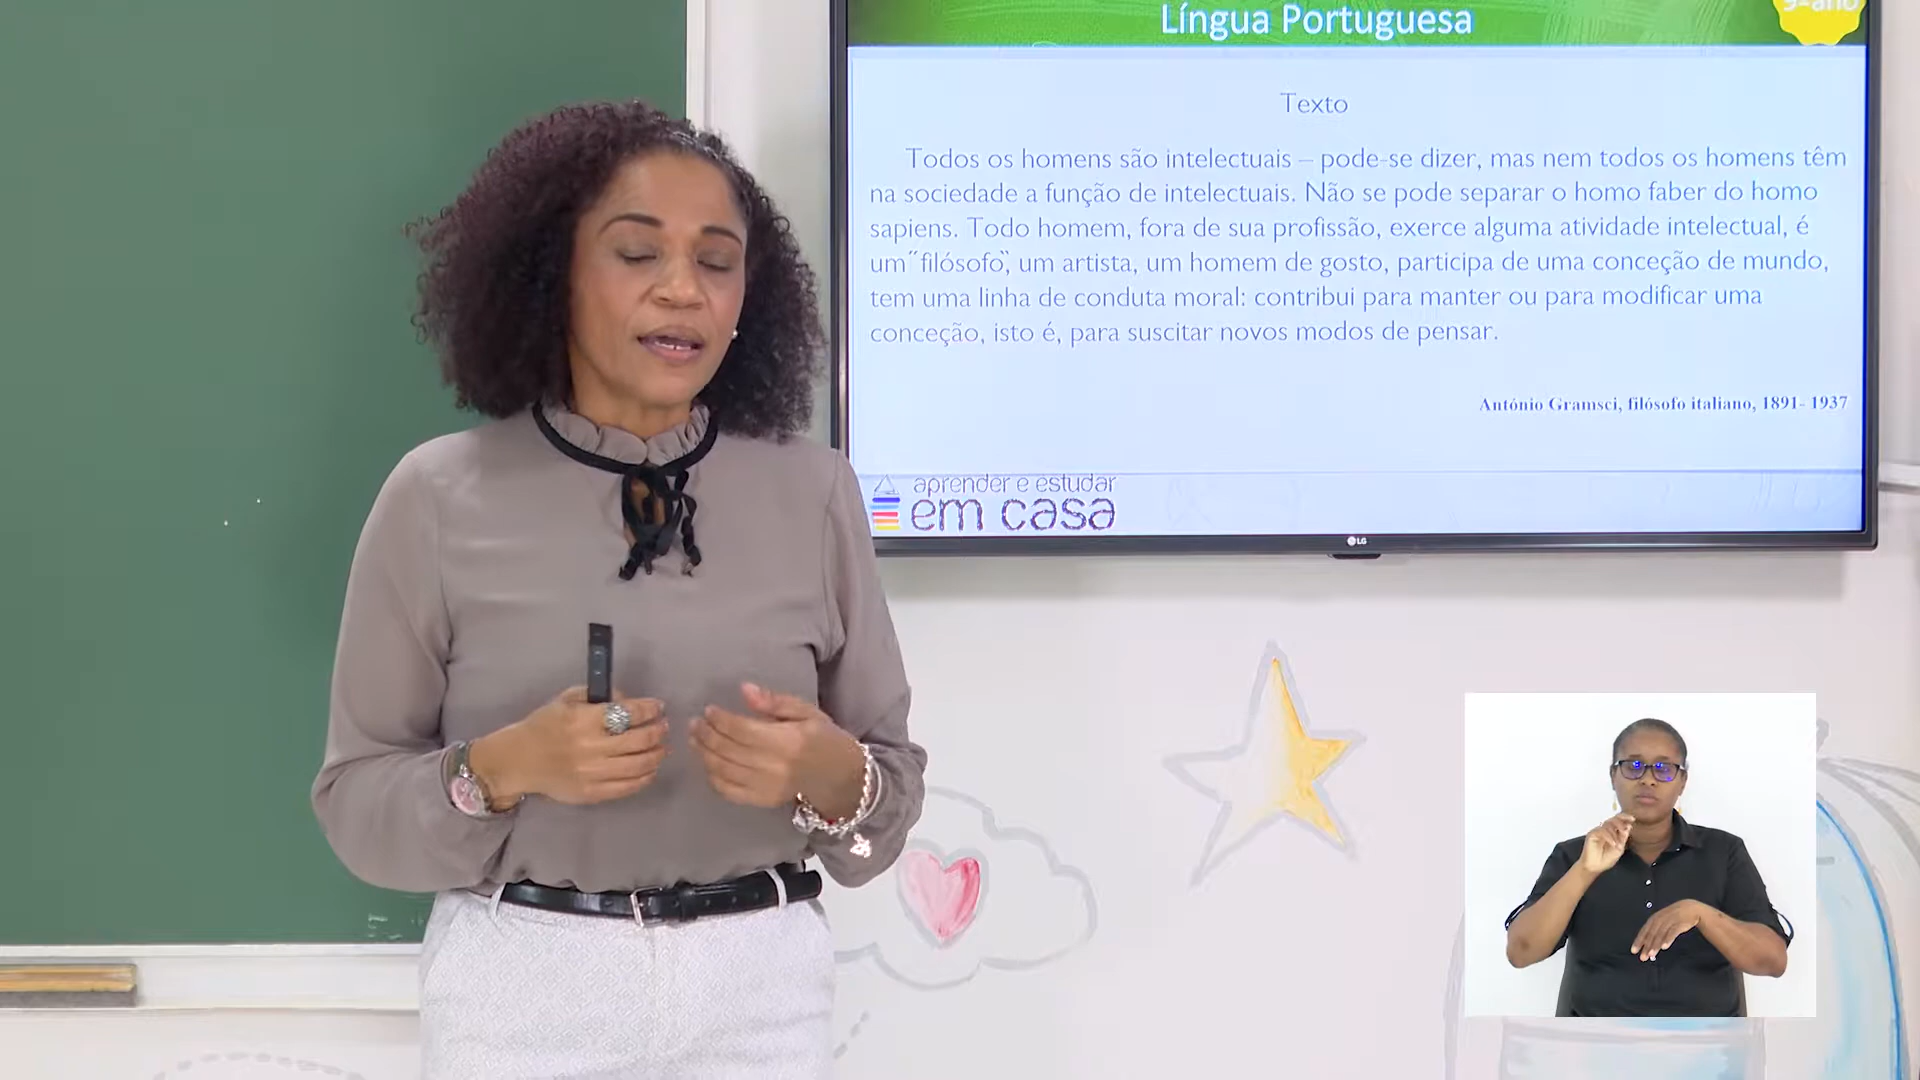 Língua Portuguesa
9º ano
Texto
Todos os homens são intelectuais – pode-se dizer, mas nem todos os homens têm
na sociedade a função de intelectuais. Não se pode separar o homo faber do homo
sapiens. Todo homem, fora de sua profissão, exerce alguma atividade intelectual, é
um ̋filósofo ̏, um artista, um homem de gosto, participa de uma conceção de mundo,
tem uma linha de conduta moral: contribui para manter ou para modificar uma
conceção, isto é, para suscitar novos modos de pensar.
António Gramsci, filósofo italiano, 1891- 1937
aprender e estudar
em casa
LG